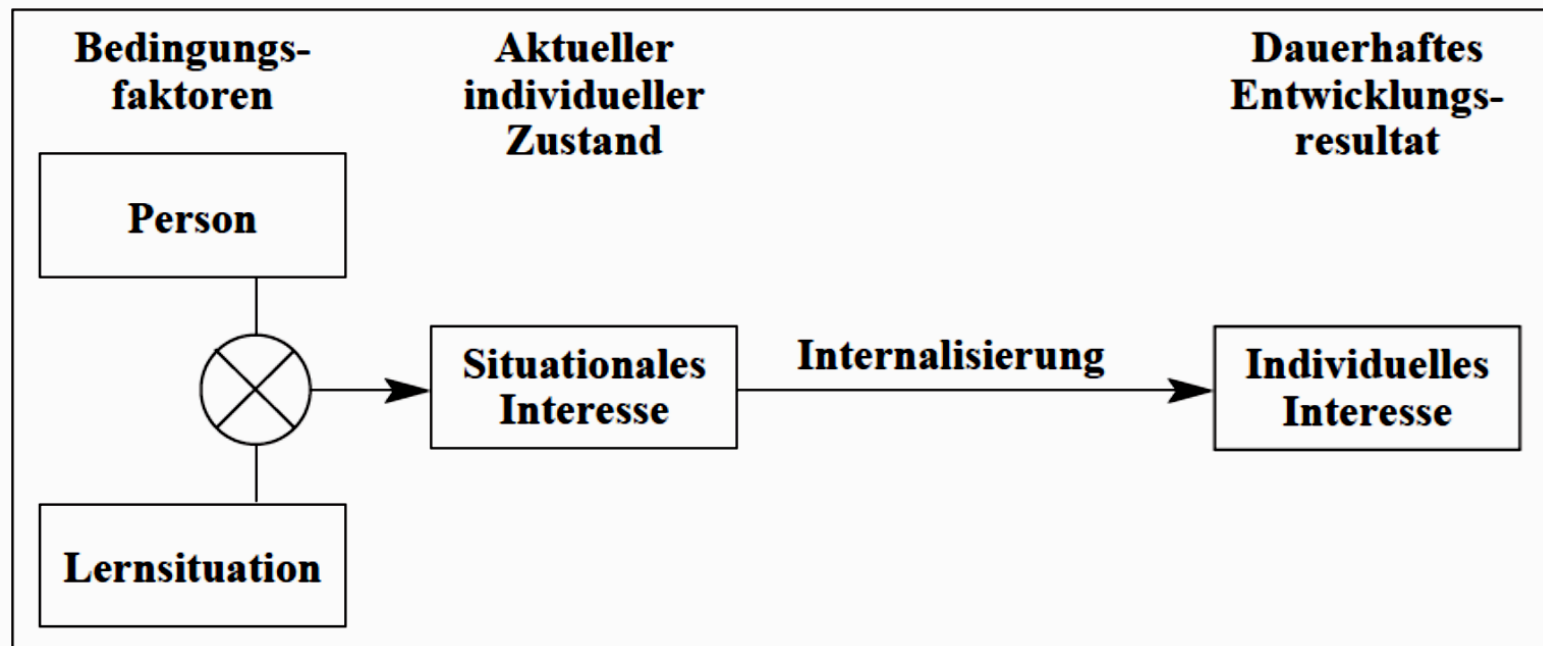 Bedingungs-
faktoren
Aktueller
individueller
Zustand
Dauerhaftes
Entwicklungs-
resultat
Person
Situationales
Interesse
Internalisierung
Individuelles
Interesse
Lernsituation